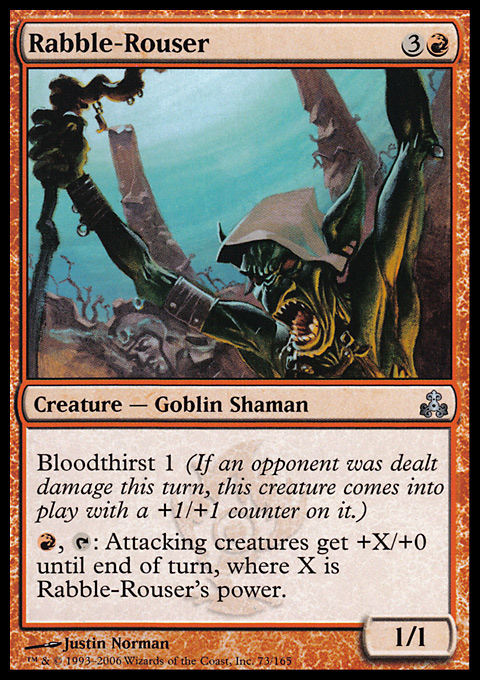 Rabble-Rouser 3
Creature — Goblin Shaman
Bloodthirst 1 (If an opponent was dealt
damage this turn, this creature comes into
play with a +1/+1 counter on it.)
, : Attacking creatures get +X/+0
until end of turn, where X is
Rabble-Rouser's power.
Justin Norman
1/1
™ & © 1993–2006 Wizards of the Coast, Inc. 73/165